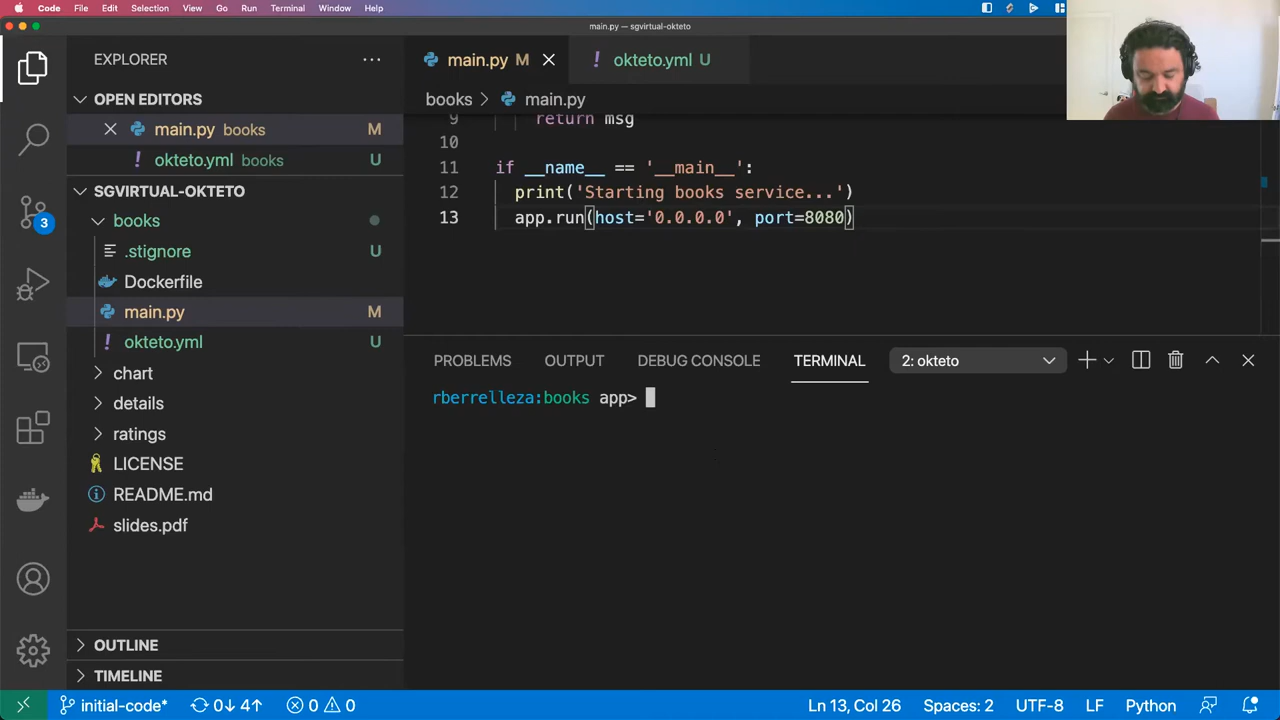 Code File Edit Selection View Go Run Terminal Window Help
main.py — sgvirtual-okteto
EXPLORER
OPEN EDITORS
main.py books M
okteto.yml books U
SGVIRTUAL-OKTETO
books
.stignore U
Dockerfile
main.py M
okteto.yml U
chart
details
ratings
LICENSE
README.md
slides.pdf
OUTLINE
TIMELINE
3
main.py M
okteto.yml U
books > main.py
9 return msg
10
11 if __name__ == '__main__':
12 print('Starting books service...')
13 app.run(host='0.0.0.0', port=8080)
PROBLEMS OUTPUT DEBUG CONSOLE TERMINAL 2: okteto
rberrelleza:books app>
initial-code* 0↓ 4↑ 0 0 Ln 13, Col 26 Spaces: 2 UTF-8 LF Python